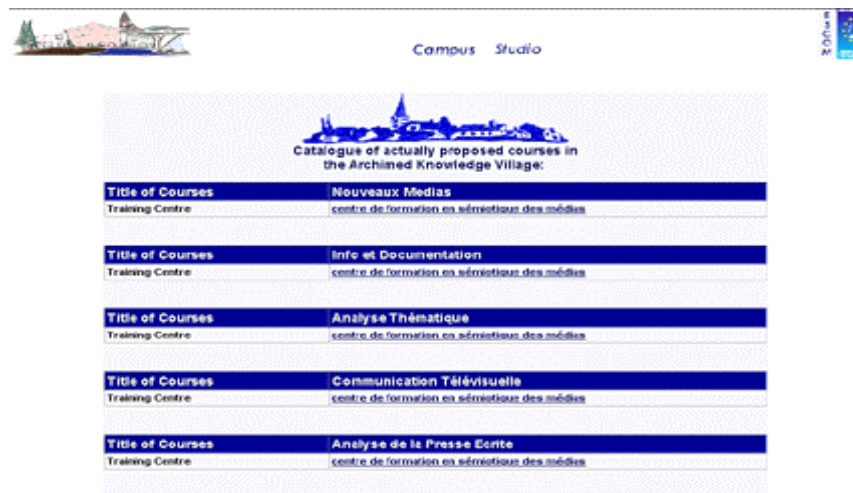 Campus Studio
Catalogue of actually proposed courses in
the Archimed Knowledge Village:
Title of Courses Nouveaux Medias
Training Centre centre de formation en sémiotique des médias
Title of Courses Info et Documentation
Training Centre centre de formation en sémiotique des médias
Title of Courses Analyse Thématique
Training Centre centre de formation en sémiotique des médias
Title of Courses Communication Télévisuelle
Training Centre centre de formation en sémiotique des médias
Title of Courses Analyse de la Presse Ecrite
Training Centre centre de formation en sémiotique des médias